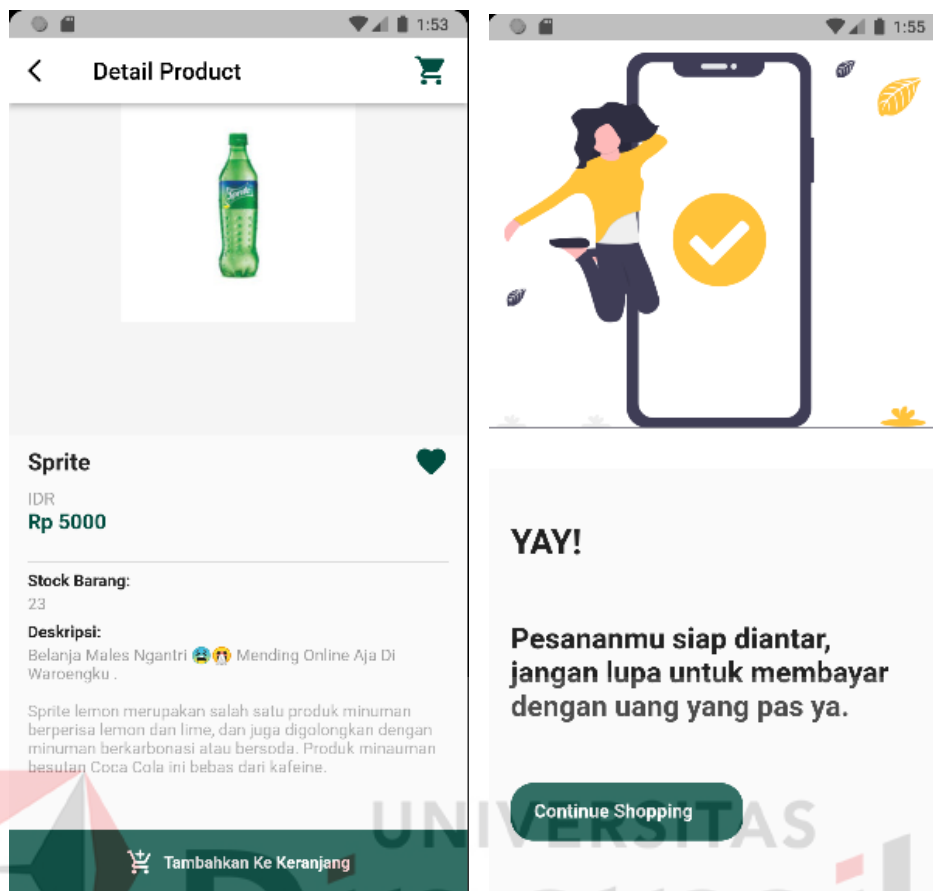 1:53
Detail Product
Sprite
Sprite
IDR
Rp 5000
Stock Barang:
23
Deskripsi:
Belanja Males Ngantri 😫🤭 Mending Online Aja Di
Waroengku .
Sprite lemon merupakan salah satu produk minuman
berperisa lemon dan lime, dan juga digolongkan dengan
minuman berkarbonasi atau bersoda. Produk minauman
besutan Coca Cola ini bebas dari kafeine.
Tambahkan Ke Keranjang
1:55
YAY!
Pesananmu siap diantar,
jangan lupa untuk membayar
dengan uang yang pas ya.
Continue Shopping
UNIVERSITAS